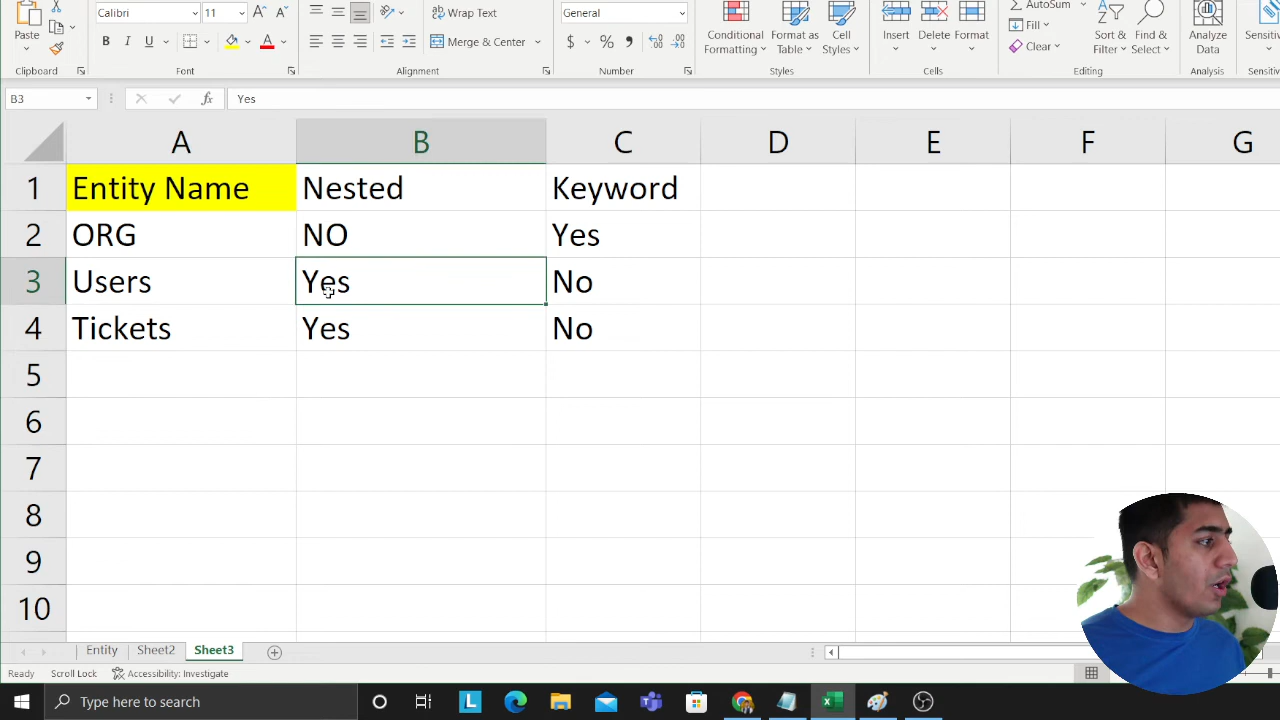 Calibri 11 Wrap Text General AutoSum
Paste B I U Merge & Center $ % , Conditional Formatting Format as Table Cell Styles Insert Delete Format Fill Clear Sort & Filter Find & Select Analyze Data Sensitiv
Clipboard Font Alignment Number Styles Cells Editing Analysis Sensitiv
B3 fx Yes
A B C D E F G
1 Entity Name Nested Keyword
2 ORG NO Yes
3 Users Yes No
4 Tickets Yes No
5
6
7
8
9
10
Entity Sheet2 Sheet3
Ready Scroll Lock Accessibility: Investigate
Type here to search